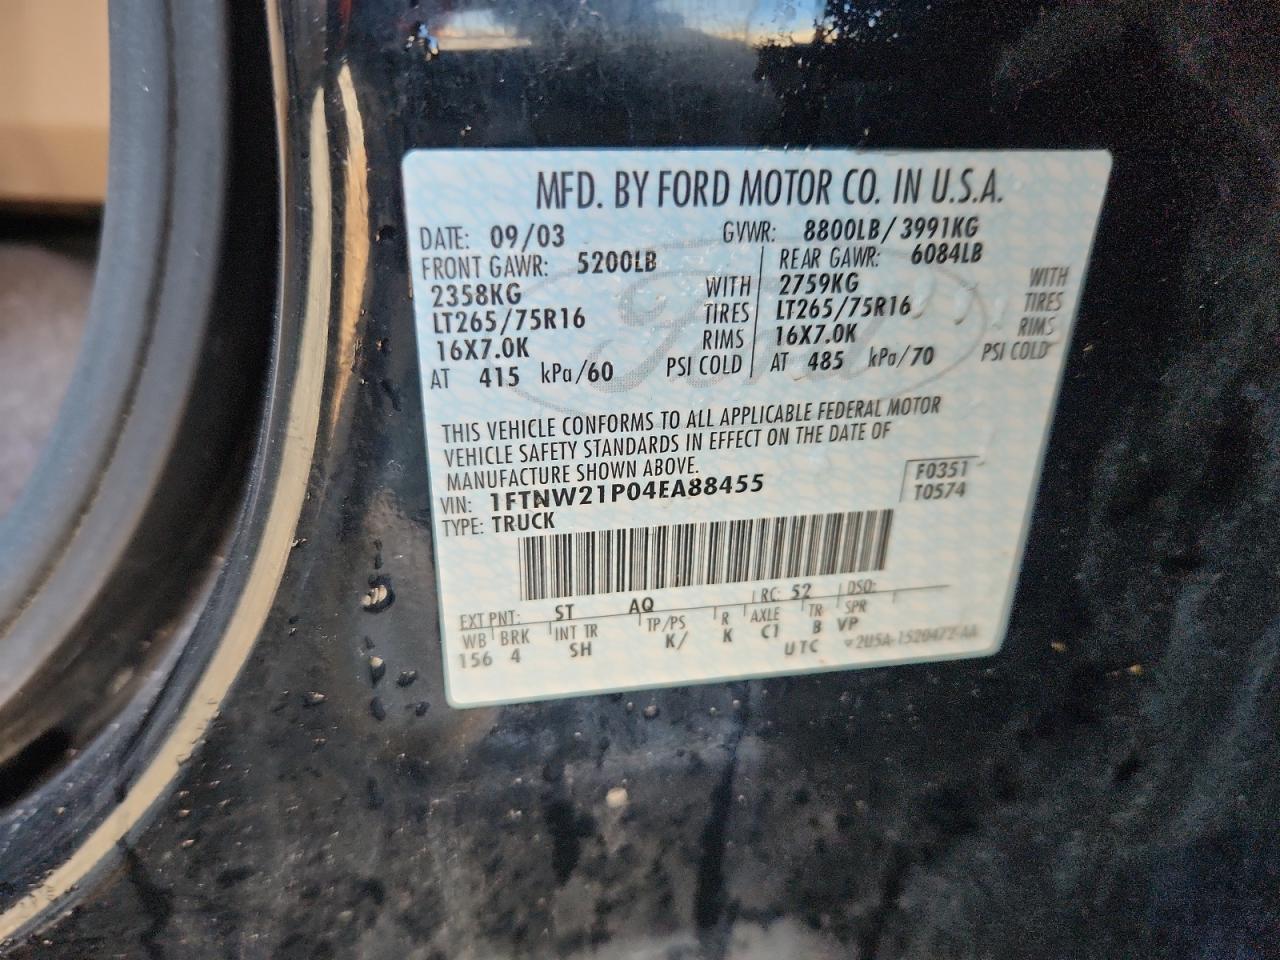 MFD. BY FORD MOTOR CO. IN U.S.A.
DATE: 09/03 GVWR: 8800LB/3991KG
FRONT GAWR: 5200LB REAR GAWR: 6084LB
2358KG WITH 2759KG WITH
LT265/75R16 TIRES LT265/75R16 TIRES
16X7.0K RIMS 16X7.0K RIMS
AT 415 kPa/60 PSI COLD AT 485 kPa/70 PSI COLD
THIS VEHICLE CONFORMS TO ALL APPLICABLE FEDERAL MOTOR
VEHICLE SAFETY STANDARDS IN EFFECT ON THE DATE OF
MANUFACTURE SHOWN ABOVE.
VIN: 1FTNW21P04EA88455 F0351
TYPE: TRUCK T0574
EXT PNT: ST AQ RC: 52 DSO:
WB BRK INT TR TP/PS R AXLE TR SPR
156 4 SH K/ K C1 B VP
UTC ▼2U5A-1520472-AA
Ford